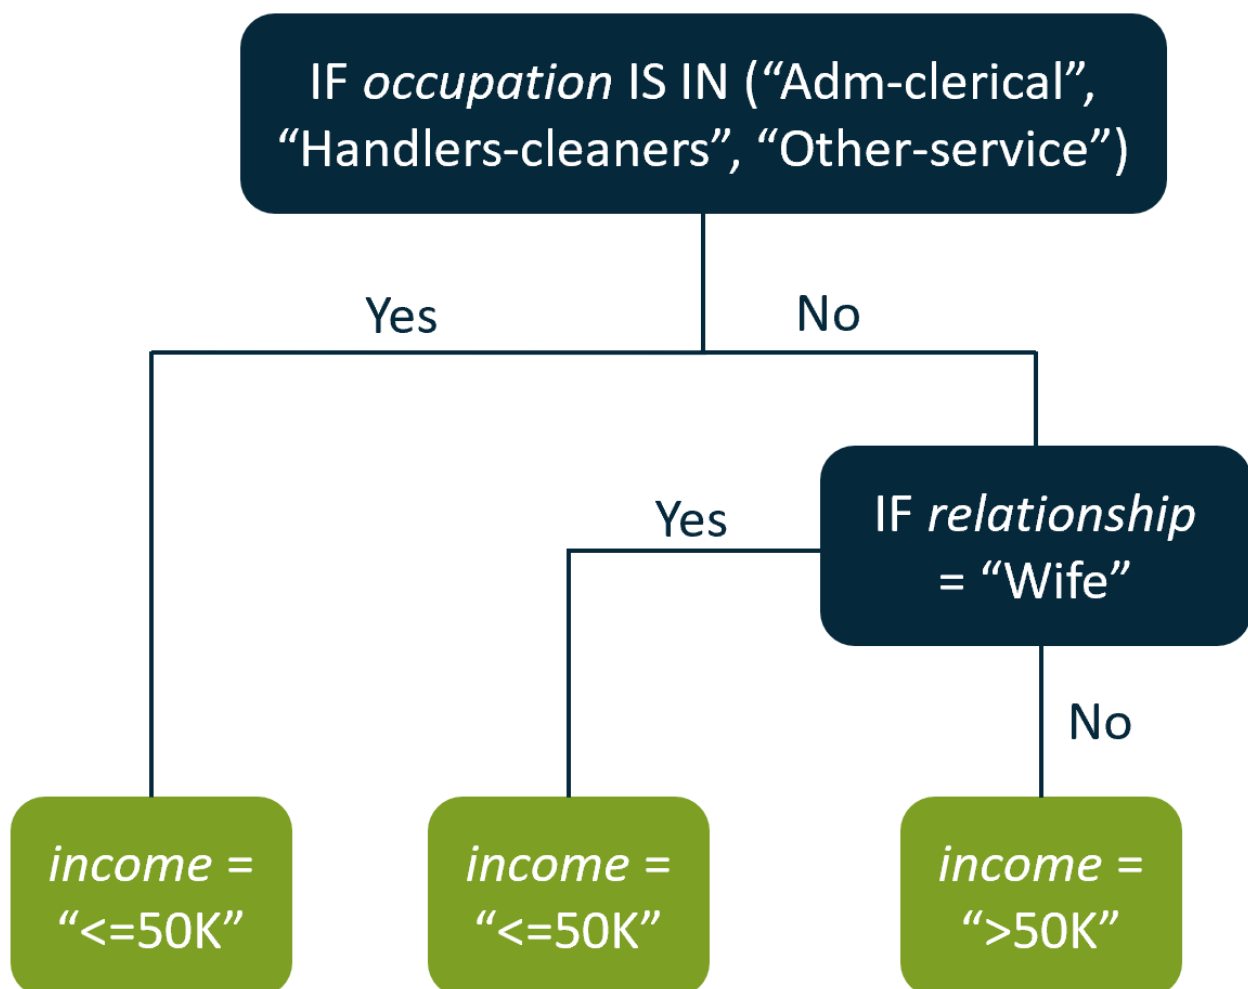 IF occupation IS IN (“Adm-clerical”,
“Handlers-cleaners”, “Other-service”)
Yes
No
Yes
IF relationship
= “Wife”
No
income =
“<=50K”
income =
“<=50K”
income =
“>50K”